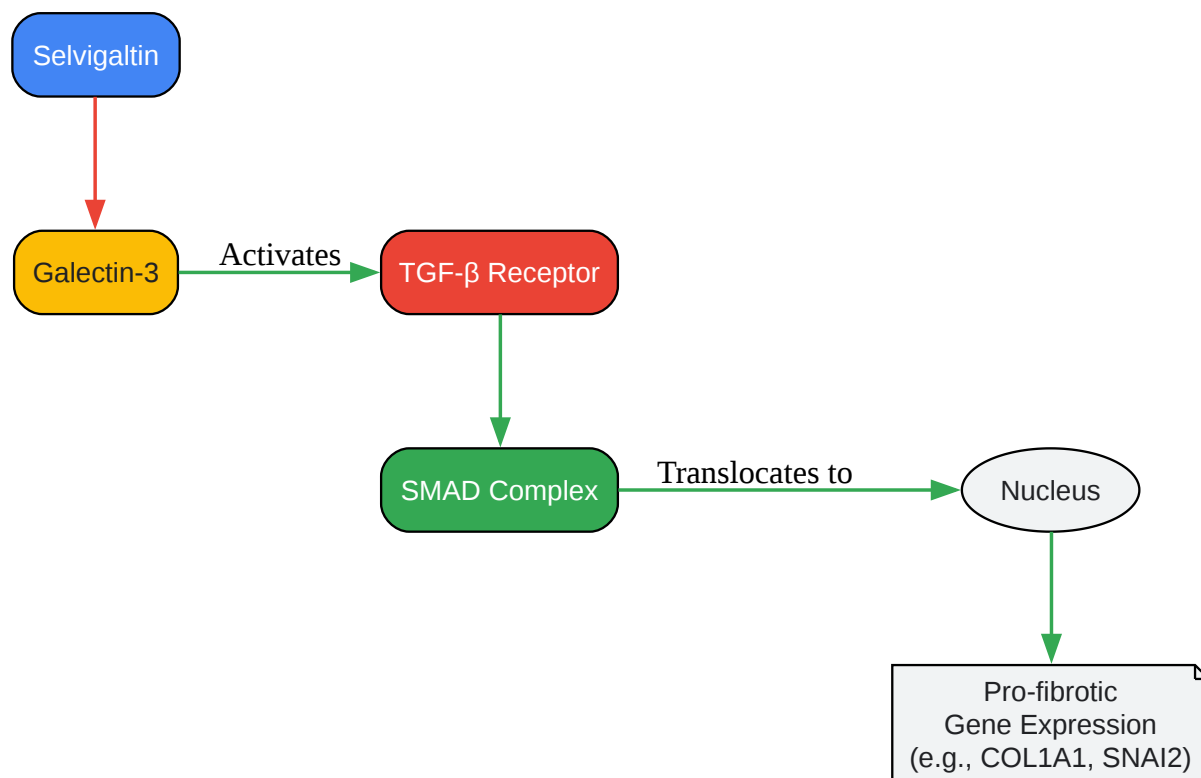 Selvigaltin
Activates
Galectin-3
TGF-β Receptor
Translocates to
SMAD Complex
Nucleus
Pro-fibrotic
Gene Expression
(e.g., COL1A1, SNAI2)